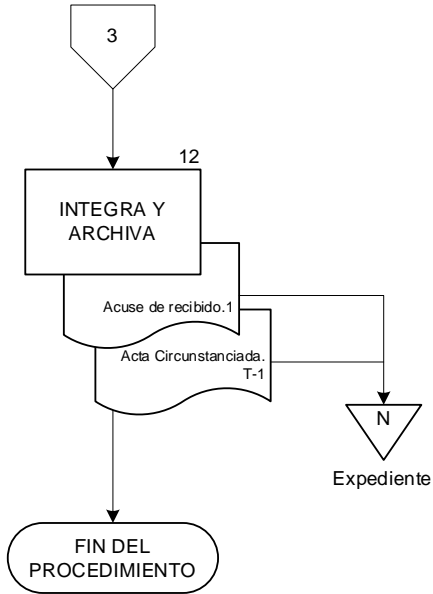 3
12
INTEGRA Y
ARCHIVA
Acuse de recibido.1
Acta Circunstanciada.
T-1
N
Expediente
FIN DEL
PROCEDIMIENTO